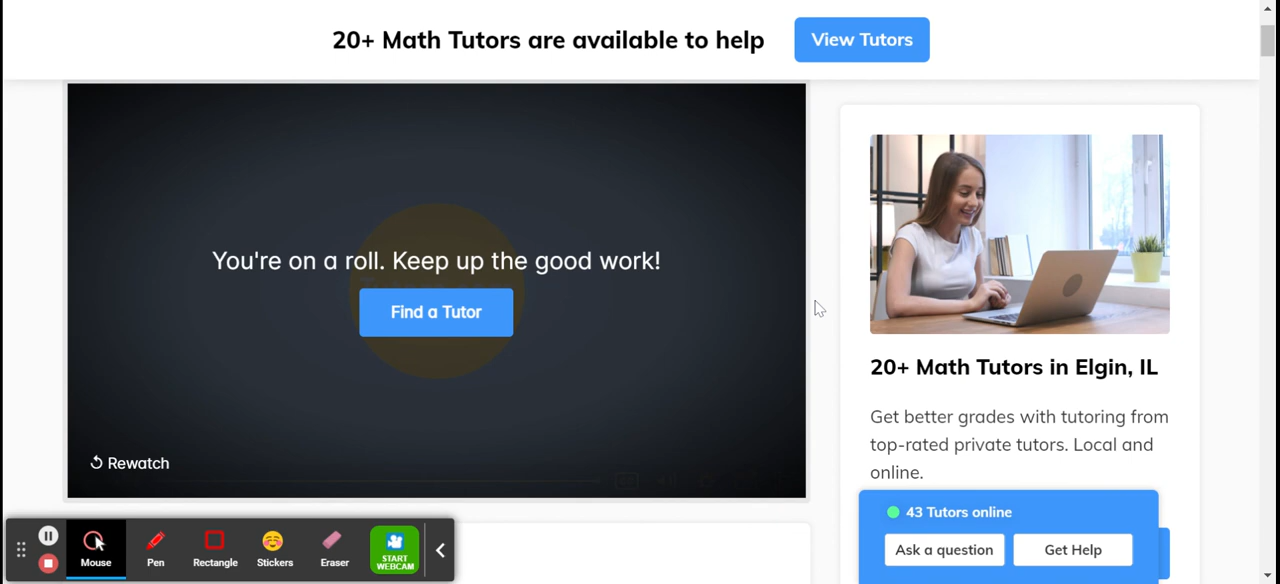 20+ Math Tutors are available to help
View Tutors
You're on a roll. Keep up the good work!
Find a Tutor
Rewatch
20+ Math Tutors in Elgin, IL
Get better grades with tutoring from
top-rated private tutors. Local and
online.
43 Tutors online
Ask a question
Get Help
Mouse
Pen
Rectangle
Stickers
Eraser
START
WEBCAM